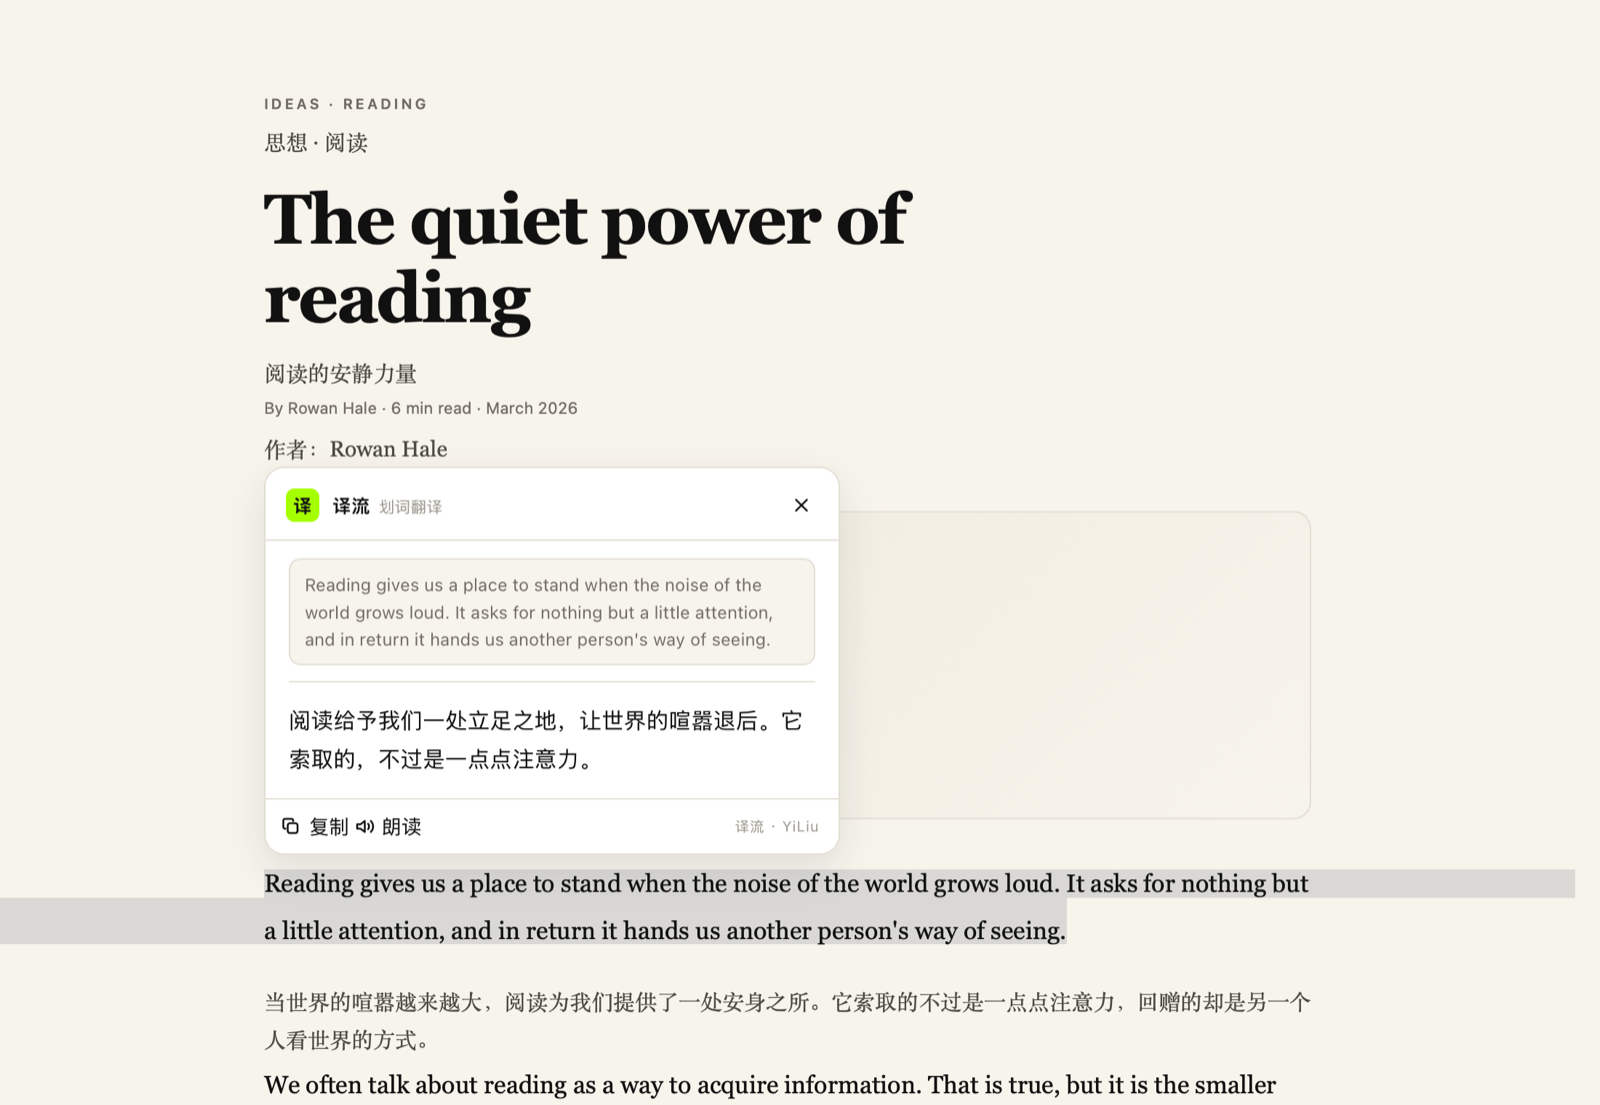 IDEAS · READING
思想 · 阅读
The quiet power of
reading
阅读的安静力量
By Rowan Hale · 6 min read · March 2026
作者：Rowan Hale
译 译流 划词翻译
Reading gives us a place to stand when the noise of the
world grows loud. It asks for nothing but a little attention,
and in return it hands us another person's way of seeing.
阅读给予我们一处立足之地，让世界的喧嚣退后。它
索取的，不过是一点点注意力。
复制 朗读 译流 · YiLiu
Reading gives us a place to stand when the noise of the world grows loud. It asks for nothing but
a little attention, and in return it hands us another person's way of seeing.
当世界的喧嚣越来越大，阅读为我们提供了一处安身之所。它索取的不过是一点点注意力，回赠的却是另一个
人看世界的方式。
We often talk about reading as a way to acquire information. That is true, but it is the smaller